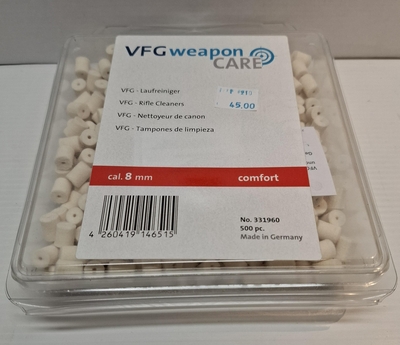 VFG weapon
CARE
VFG - Laufreiniger
VFG - Rifle Cleaners
VFG - Nettoyeur de canon
VFG - Tampones de limpieza
45,00
cal. 8 mm comfort
4 260419 146515
No. 331960
500 pc.
Made in Germany